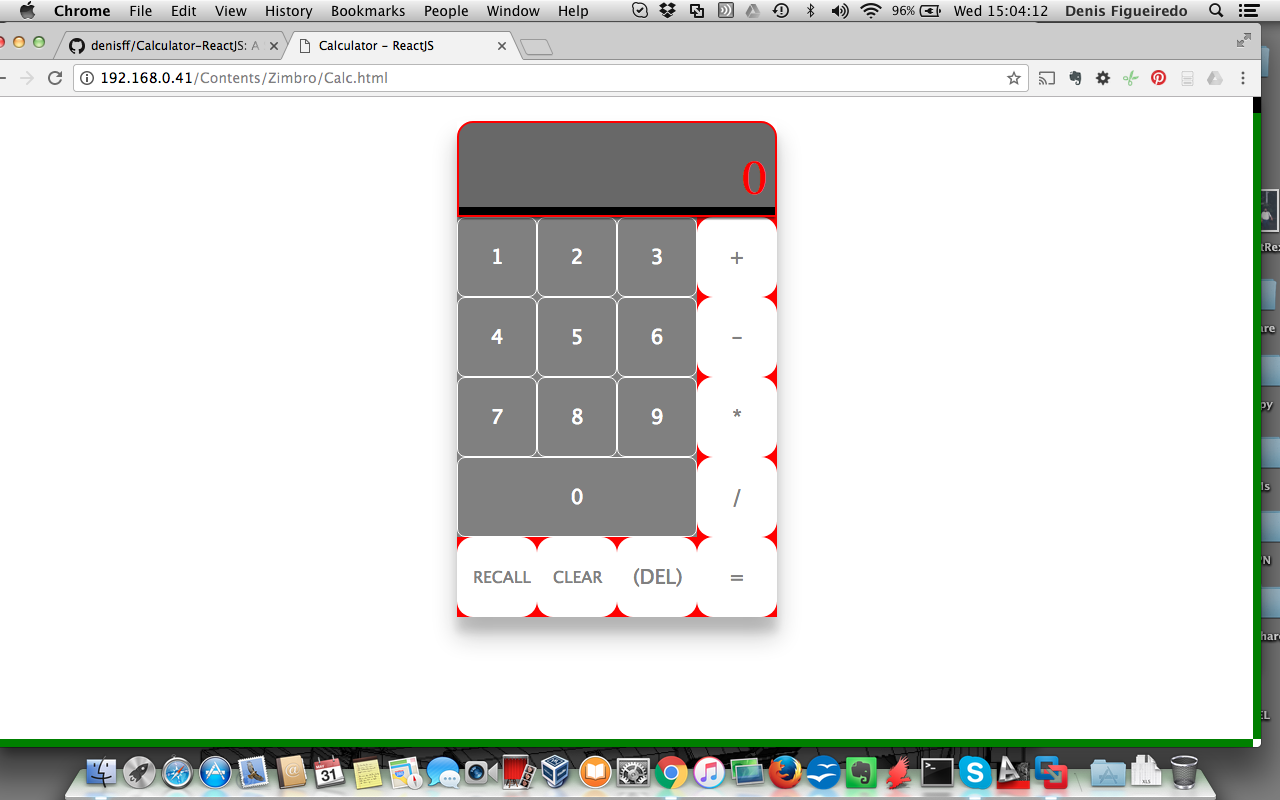 Chrome File Edit View History Bookmarks People Window Help 96% Wed 15:04:12 Denis Figueiredo
denisff/Calculator-ReactJS: A Calculator - ReactJS
192.168.0.41/Contents/Zimbro/Calc.html
0
1 2 3 +
4 5 6 -
7 8 9 *
0 /
RECALL CLEAR (DEL) =
31
XLS